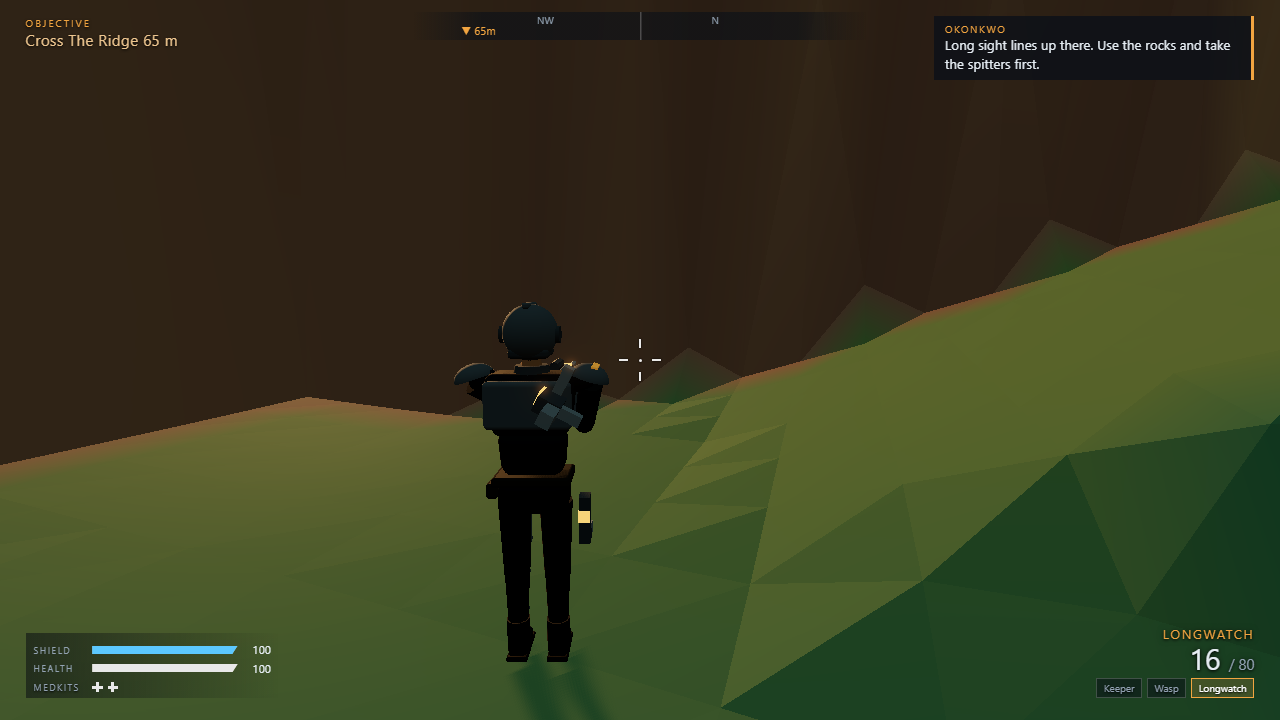 OBJECTIVE
Cross The Ridge 65 m
NW
N
65m
OKONKWO
Long sight lines up there. Use the rocks and take
the spitters first.
SHIELD
100
HEALTH
100
MEDKITS
LONGWATCH
16 / 80
Keeper
Wasp
Longwatch